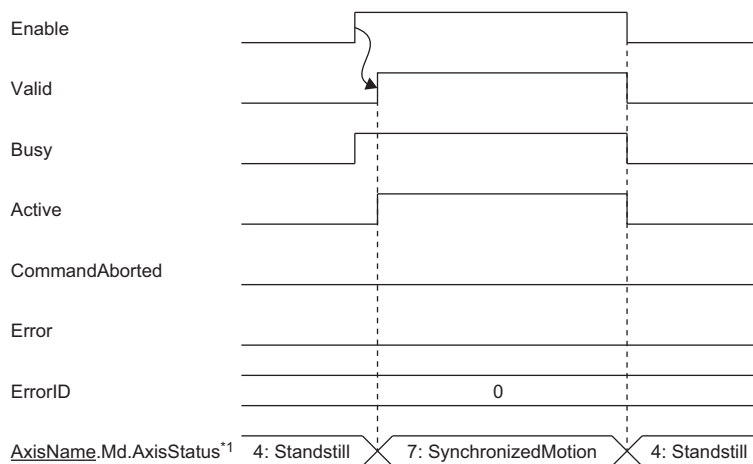 Enable
Valid
Busy
Active
CommandAborted
Error
ErrorID 0
AxisName.Md.AxisStatus*1 4: Standstill 7: SynchronizedMotion 4: Standstill